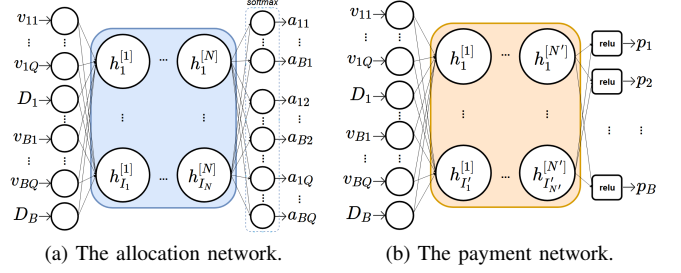 softmax
v11
v1Q
D1
vB1
vBQ
DB
h1[1]
...
h1[N]
hI1[1]
...
hIN[N]
a11
aB1
a12
aB2
a1Q
aBQ
(a) The allocation network.
v11
v1Q
D1
vB1
vBQ
DB
h1[1]
...
h1[N′]
hI′1[1]
...
hI′N′[N′]
relu p1
relu p2
relu pB
(b) The payment network.